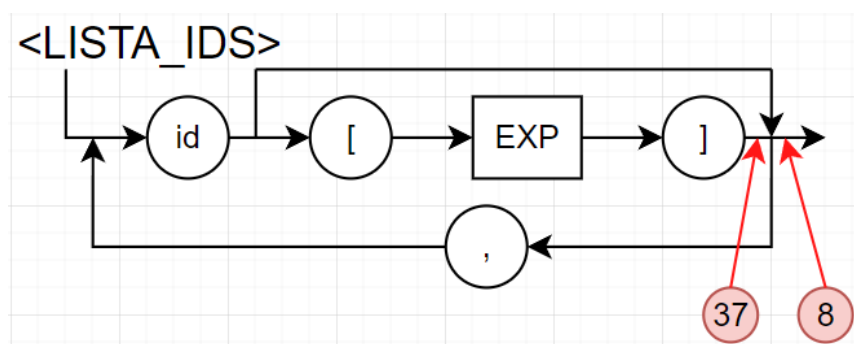 <LISTA_IDS>
id [ EXP ]
,
37 8